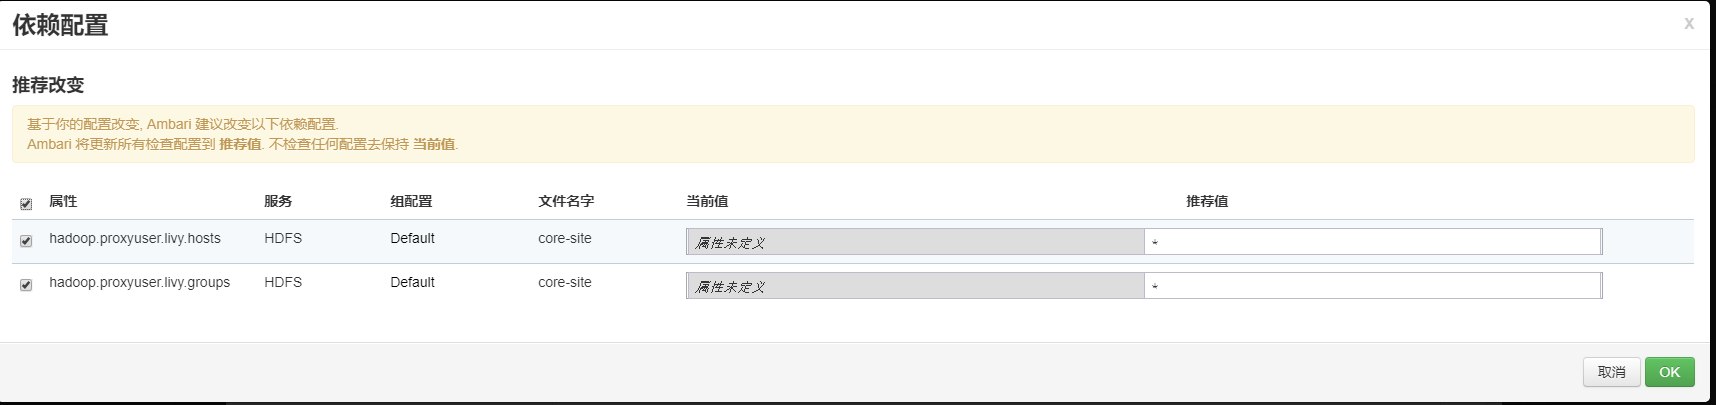 依赖配置
x
推荐改变
基于你的配置改变, Ambari 建议改变以下依赖配置.
Ambari 将更新所有检查配置到 推荐值. 不检查任何配置去保持 当前值.
属性 服务 组配置 文件名字 当前值 推荐值
hadoop.proxyuser.livy.hosts HDFS Default core-site 属性未定义 *
hadoop.proxyuser.livy.groups HDFS Default core-site 属性未定义 *
取消 OK